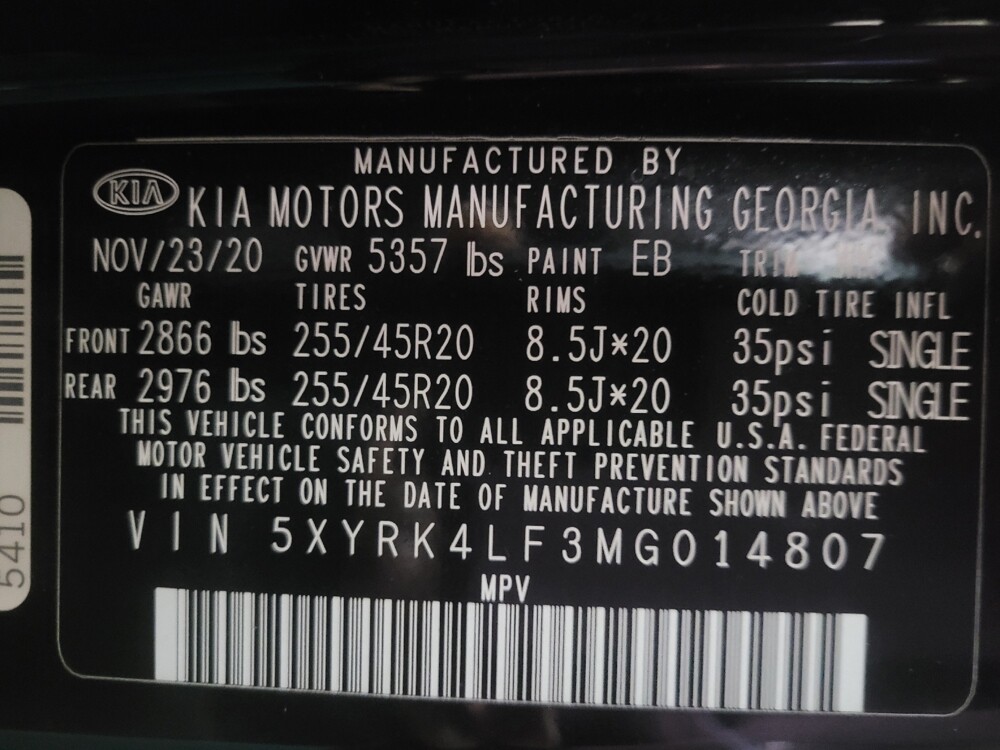 MANUFACTURED BY
KIA KIA MOTORS MANUFACTURING GEORGIA, INC.
NOV/23/20 GVWR 5357 lbs PAINT EB TRIM
GAWR TIRES RIMS COLD TIRE INFL
FRONT 2866 lbs 255/45R20 8.5J*20 35psi SINGLE
REAR 2976 lbs 255/45R20 8.5J*20 35psi SINGLE
THIS VEHICLE CONFORMS TO ALL APPLICABLE U.S.A. FEDERAL
MOTOR VEHICLE SAFETY AND THEFT PREVENTION STANDARDS
IN EFFECT ON THE DATE OF MANUFACTURE SHOWN ABOVE
VIN 5XYRK4LF3MG014807
MPV
5410